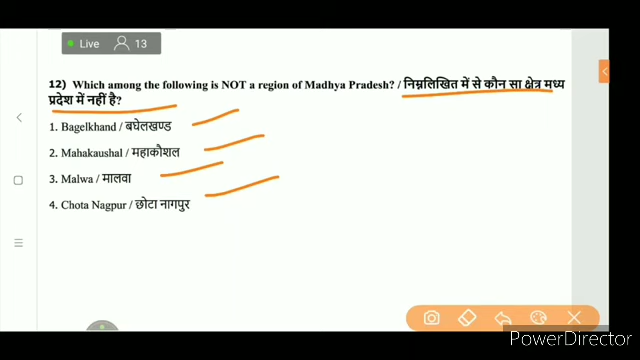 Live 13
12) Which among the following is NOT a region of Madhya Pradesh? / निम्नलिखित में से कौन सा क्षेत्र मध्य
प्रदेश में नहीं है?
1. Bagelkhand / बघेलखण्ड
2. Mahakaushal / महाकौशल
3. Malwa / मालवा
4. Chota Nagpur / छोटा नागपुर
PowerDirector